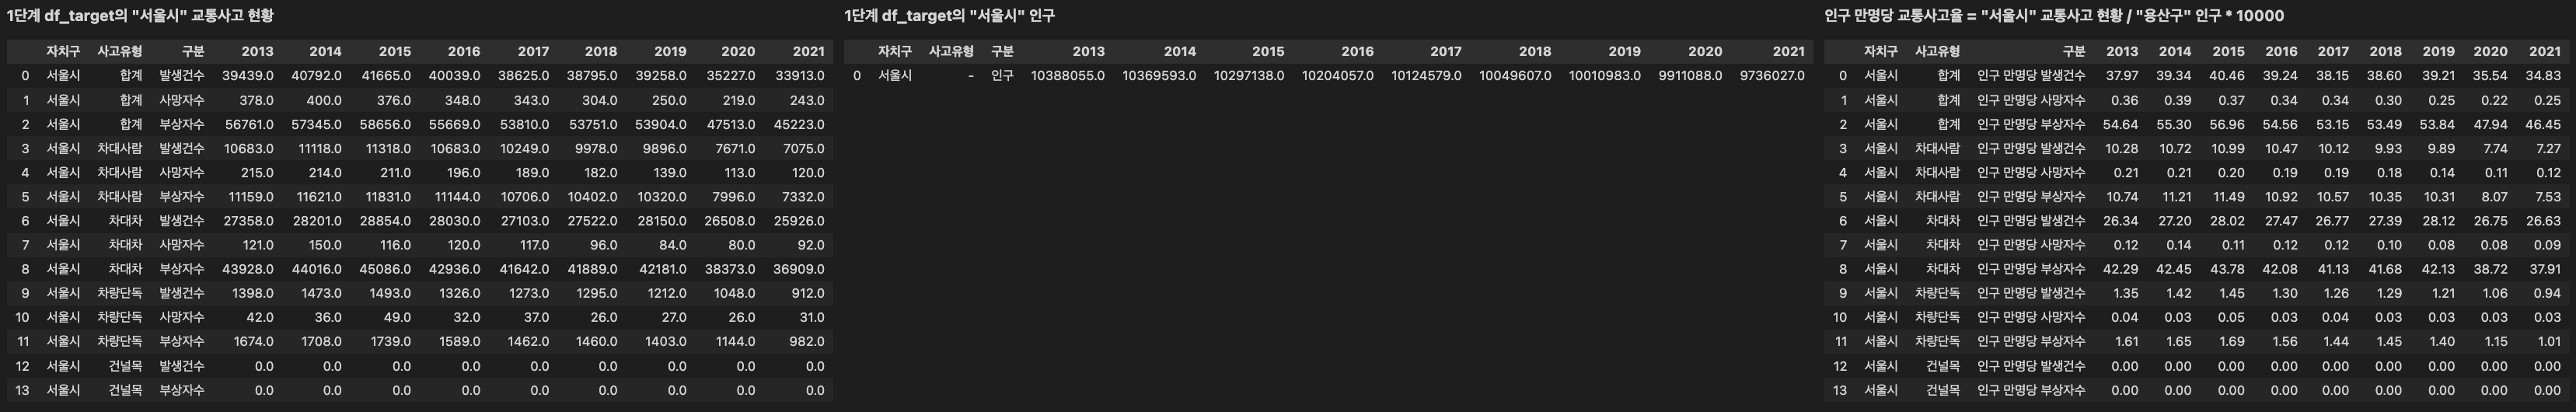 1단계 df_target의 "서울시" 교통사고 현황
자치구 사고유형 구분 2013 2014 2015 2016 2017 2018 2019 2020 2021
0 서울시 합계 발생건수 39439.0 40792.0 41665.0 40039.0 38625.0 38795.0 39258.0 35227.0 33913.0
1 서울시 합계 사망자수 378.0 400.0 376.0 348.0 343.0 304.0 250.0 219.0 243.0
2 서울시 합계 부상자수 56761.0 57345.0 58656.0 55669.0 53810.0 53751.0 53904.0 47513.0 45223.0
3 서울시 차대사람 발생건수 10683.0 11118.0 11318.0 10683.0 10249.0 9978.0 9896.0 7671.0 7075.0
4 서울시 차대사람 사망자수 215.0 214.0 211.0 196.0 189.0 182.0 139.0 113.0 120.0
5 서울시 차대사람 부상자수 11159.0 11621.0 11831.0 11144.0 10706.0 10402.0 10320.0 7996.0 7332.0
6 서울시 차대차 발생건수 27358.0 28201.0 28854.0 28030.0 27103.0 27522.0 28150.0 26508.0 25926.0
7 서울시 차대차 사망자수 121.0 150.0 116.0 120.0 117.0 96.0 84.0 80.0 92.0
8 서울시 차대차 부상자수 43928.0 44016.0 45086.0 42936.0 41642.0 41889.0 42181.0 38373.0 36909.0
9 서울시 차량단독 발생건수 1398.0 1473.0 1493.0 1326.0 1273.0 1295.0 1212.0 1048.0 912.0
10 서울시 차량단독 사망자수 42.0 36.0 49.0 32.0 37.0 26.0 27.0 26.0 31.0
11 서울시 차량단독 부상자수 1674.0 1708.0 1739.0 1589.0 1462.0 1460.0 1403.0 1144.0 982.0
12 서울시 건널목 발생건수 0.0 0.0 0.0 0.0 0.0 0.0 0.0 0.0 0.0
13 서울시 건널목 부상자수 0.0 0.0 0.0 0.0 0.0 0.0 0.0 0.0 0.0
1단계 df_target의 "서울시" 인구
자치구 사고유형 구분 2013 2014 2015 2016 2017 2018 2019 2020 2021
0 서울시 - 인구 10388055.0 10369593.0 10297138.0 10204057.0 10124579.0 10049607.0 10010983.0 9911088.0 9736027.0
인구 만명당 교통사고율 = "서울시" 교통사고 현황 / "용산구" 인구 * 10000
자치구 사고유형 구분 2013 2014 2015 2016 2017 2018 2019 2020 2021
0 서울시 합계 인구 만명당 발생건수 37.97 39.34 40.46 39.24 38.15 38.60 39.21 35.54 34.83
1 서울시 합계 인구 만명당 사망자수 0.36 0.39 0.37 0.34 0.34 0.30 0.25 0.22 0.25
2 서울시 합계 인구 만명당 부상자수 54.64 55.30 56.96 54.56 53.15 53.49 53.84 47.94 46.45
3 서울시 차대사람 인구 만명당 발생건수 10.28 10.72 10.99 10.47 10.12 9.93 9.89 7.74 7.27
4 서울시 차대사람 인구 만명당 사망자수 0.21 0.21 0.20 0.19 0.19 0.18 0.14 0.11 0.12
5 서울시 차대사람 인구 만명당 부상자수 10.74 11.21 11.49 10.92 10.57 10.35 10.31 8.07 7.53
6 서울시 차대차 인구 만명당 발생건수 26.34 27.20 28.02 27.47 26.77 27.39 28.12 26.75 26.63
7 서울시 차대차 인구 만명당 사망자수 0.12 0.14 0.11 0.12 0.12 0.10 0.08 0.08 0.09
8 서울시 차대차 인구 만명당 부상자수 42.29 42.45 43.78 42.08 41.13 41.68 42.13 38.72 37.91
9 서울시 차량단독 인구 만명당 발생건수 1.35 1.42 1.45 1.30 1.26 1.29 1.21 1.06 0.94
10 서울시 차량단독 인구 만명당 사망자수 0.04 0.03 0.05 0.03 0.04 0.03 0.03 0.03 0.03
11 서울시 차량단독 인구 만명당 부상자수 1.61 1.65 1.69 1.56 1.44 1.45 1.40 1.15 1.01
12 서울시 건널목 인구 만명당 발생건수 0.00 0.00 0.00 0.00 0.00 0.00 0.00 0.00 0.00
13 서울시 건널목 인구 만명당 부상자수 0.00 0.00 0.00 0.00 0.00 0.00 0.00 0.00 0.00